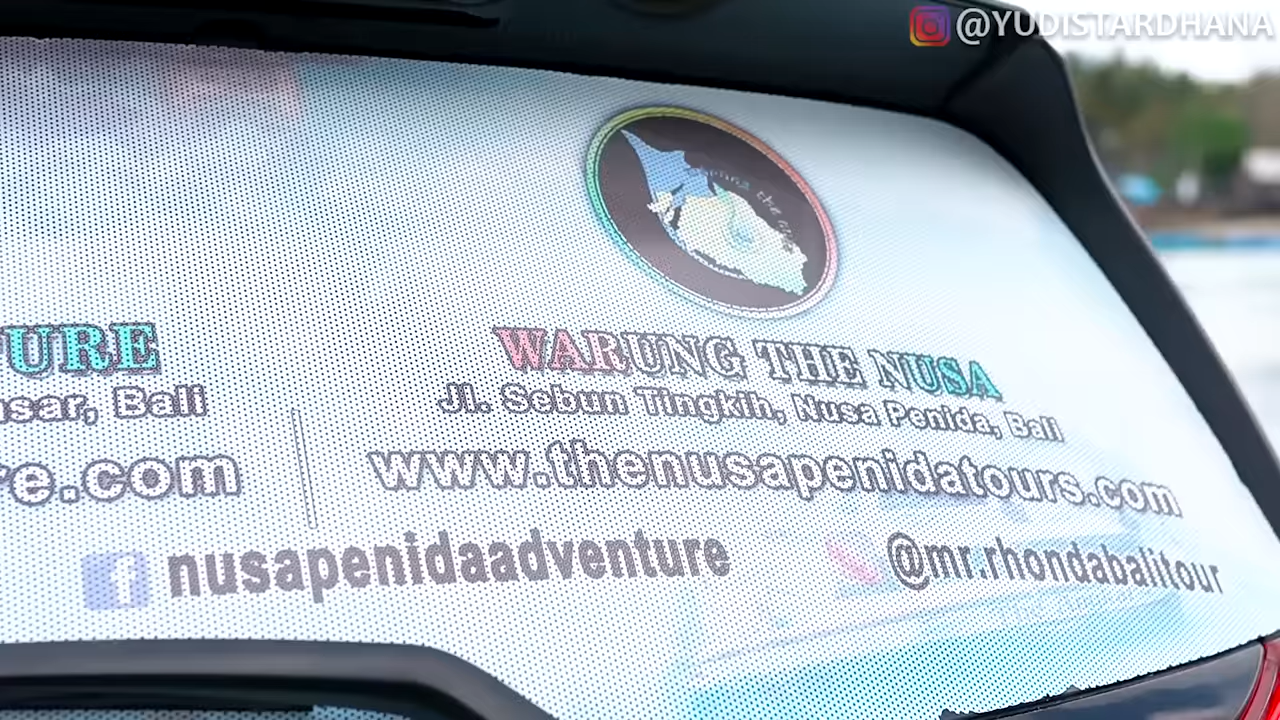 @YUDISTARDHANA
the
URE
WARUNG THE NUSA
sar, Bali
Jl. Sebun Tingkih, Nusa Penida, Bali
e.com
www.thenusapenidatours.com
nusapenidaadventure
@mr.rhondabalitour